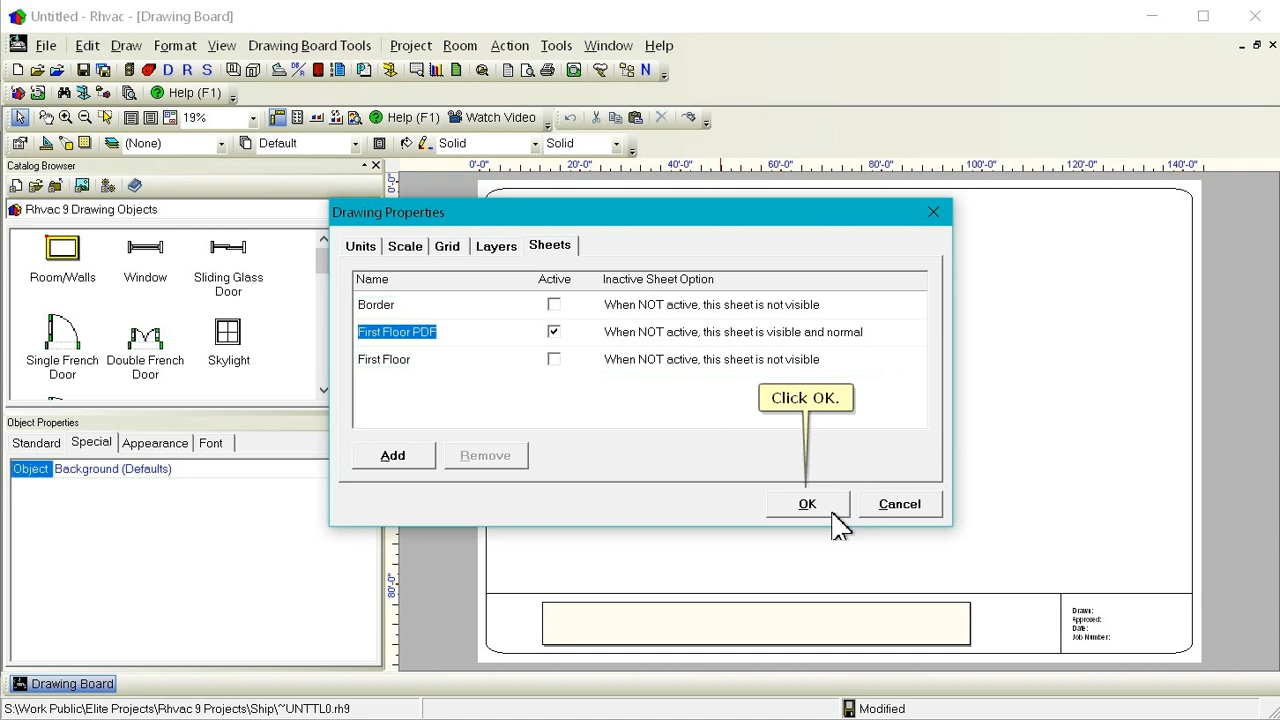 Untitled - Rhvac - [Drawing Board]
File Edit Draw Format View Drawing Board Tools Project Room Action Tools Window Help
D R S N
Help (F1)
19% Help (F1) Watch Video
(None) Default Solid Solid
Catalog Browser
0'-0" 20'-0" 40'-0" 60'-0" 80'-0" 100'-0" 120'-0" 140'-0"
0'-0"
Rhvac 9 Drawing Objects
Room/Walls Window Sliding Glass Door
Single French Door Double French Door Skylight
Object Properties
Standard Special Appearance Font
Object Background (Defaults)
Drawing Properties
Units Scale Grid Layers Sheets
Name Active Inactive Sheet Option
Border When NOT active, this sheet is not visible
First Floor PDF When NOT active, this sheet is visible and normal
First Floor When NOT active, this sheet is not visible
Click OK.
Add Remove
OK Cancel
80'-0"
Drawn:
Approved:
Date:
Job Number:
Drawing Board
S:\Work Public\Elite Projects\Rhvac 9 Projects\Ship\~UNTTL0.rh9 Modified